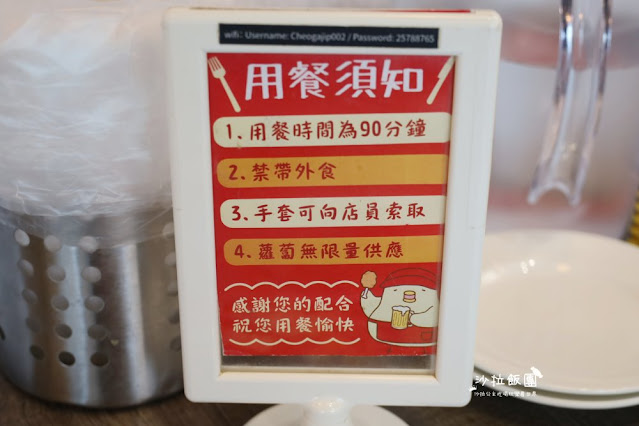 wifi: Username: Cheogajip002 / Password: 25788765
用餐須知
1、用餐時間為90分鐘
2、禁帶外食
3、手套可向店員索取
4、蘿蔔無限量供應
感謝您的配合
祝您用餐愉快
沙拉飯團